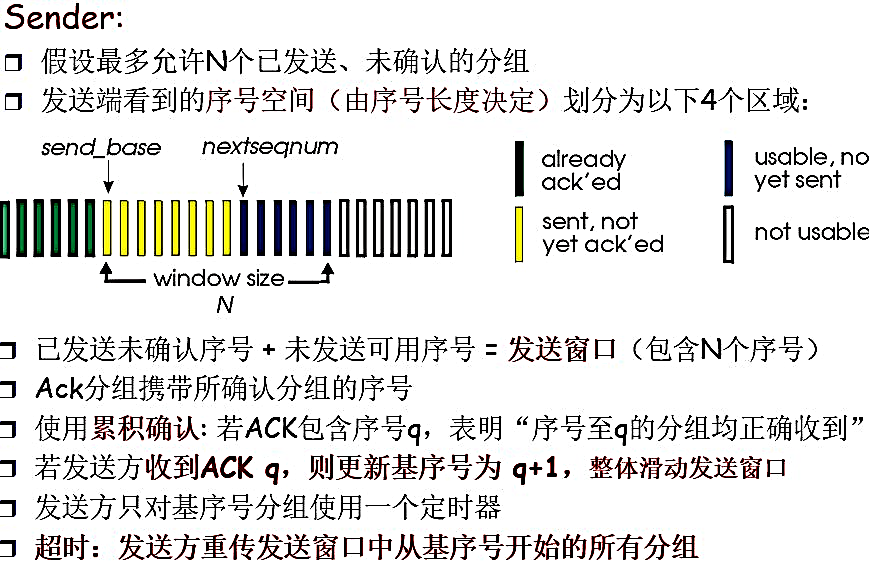 Sender:
假设最多允许N个已发送、未确认的分组
发送端看到的序号空间（由序号长度决定）划分为以下4个区域：
send_base
nextseqnum
already
ack'ed
usable, no
yet sent
sent, not
yet ack'ed
not usable
window size
N
已发送未确认序号 + 未发送可用序号 = 发送窗口（包含N个序号）
Ack分组携带所确认分组的序号
使用累积确认: 若ACK包含序号q，表明“序号至q的分组均正确收到”
若发送方收到ACK q，则更新基序号为 q+1，整体滑动发送窗口
发送方只对基序号分组使用一个定时器
超时：发送方重传发送窗口中从基序号开始的所有分组